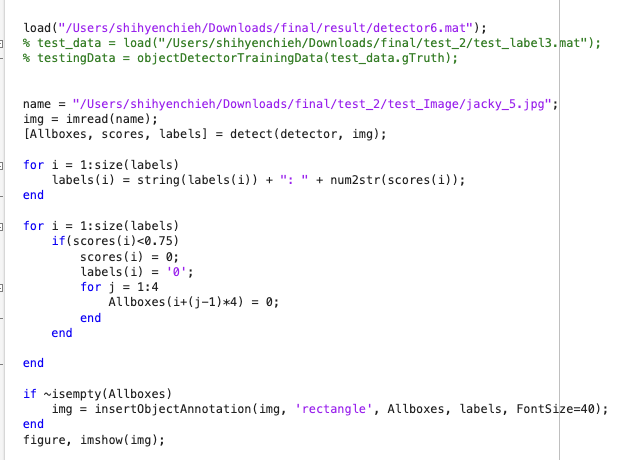 load("/Users/shihyenchieh/Downloads/final/result/detector6.mat");
% test_data = load("/Users/shihyenchieh/Downloads/final/test_2/test_label3.mat");
% testingData = objectDetectorTrainingData(test_data.gTruth);
name = "/Users/shihyenchieh/Downloads/final/test_2/test_Image/jacky_5.jpg";
img = imread(name);
[Allboxes, scores, labels] = detect(detector, img);
for i = 1:size(labels)
    labels(i) = string(labels(i)) + ": " + num2str(scores(i));
end
for i = 1:size(labels)
    if(scores(i)<0.75)
        scores(i) = 0;
        labels(i) = '0';
        for j = 1:4
            Allboxes(i+(j-1)*4) = 0;
        end
    end
end
if ~isempty(Allboxes)
    img = insertObjectAnnotation(img, 'rectangle', Allboxes, labels, FontSize=40);
end
figure, imshow(img);